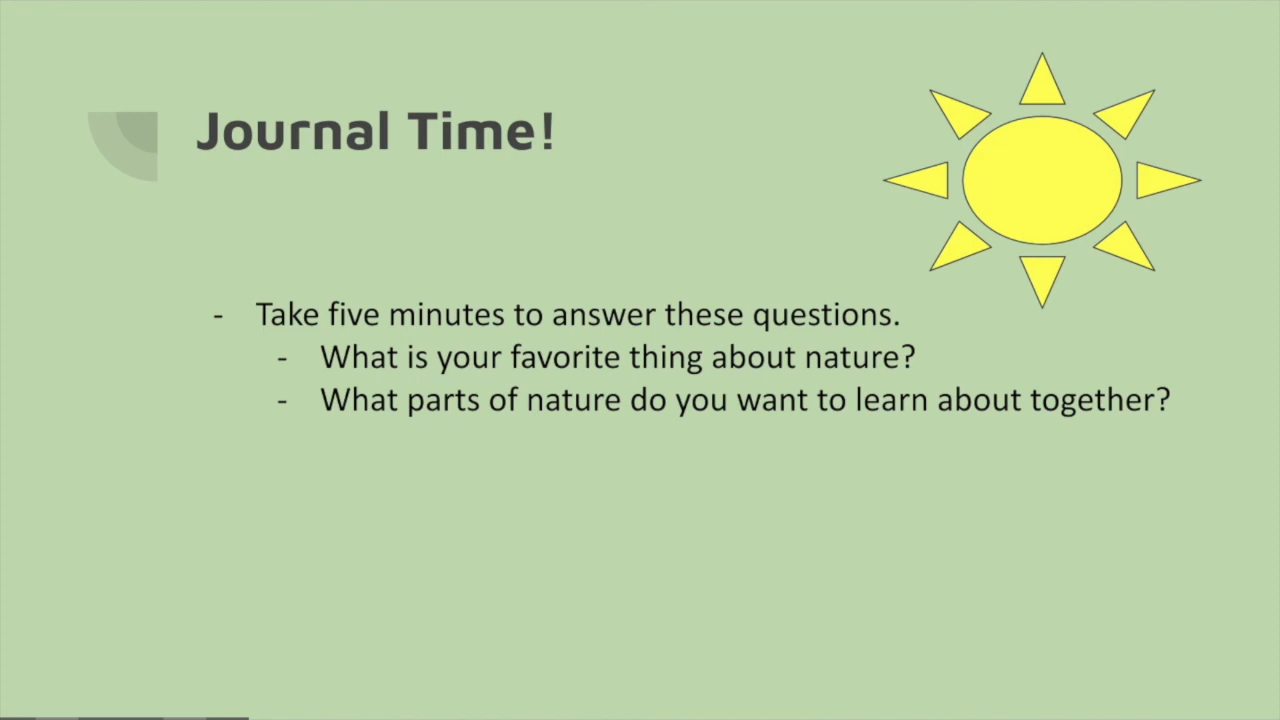 Journal Time!
- Take five minutes to answer these questions.
- What is your favorite thing about nature?
- What parts of nature do you want to learn about together?